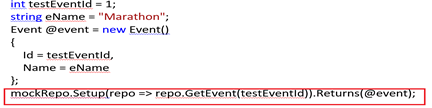 int testEventId = 1;
string eName = "Marathon";
Event @event = new Event()
{
Id = testEventId,
Name = eName
};
mockRepo.Setup(repo => repo.GetEvent(testEventId)).Returns(@event);